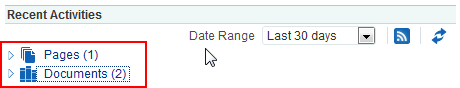 Recent Activities
Date Range Last 30 days
Pages (1)
Documents (2)